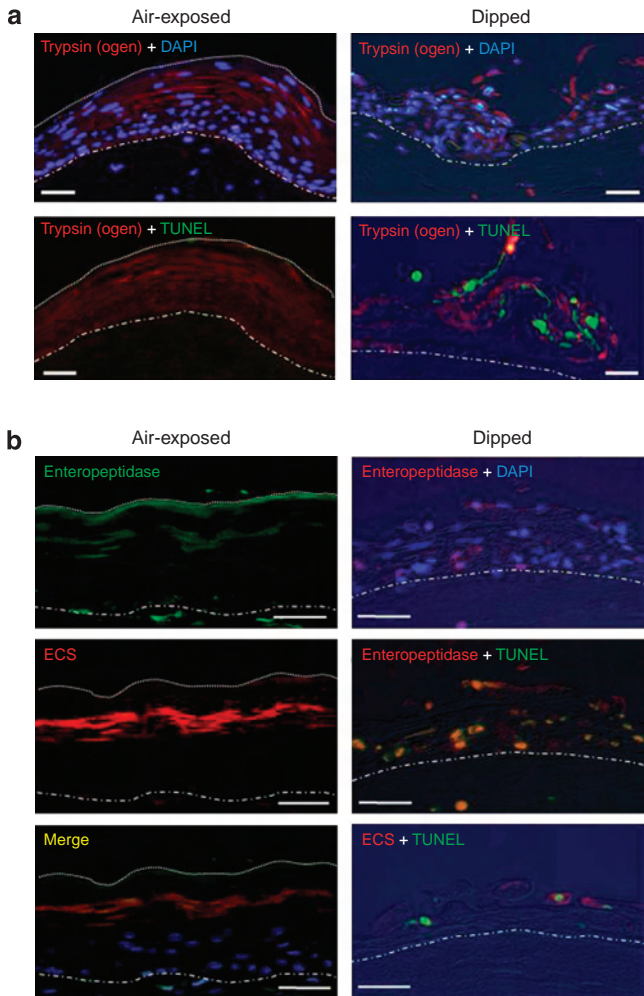 a
Air-exposed
Dipped
Trypsin (ogen) + DAPI
Trypsin (ogen) + DAPI
Trypsin (ogen) + TUNEL
Trypsin (ogen) + TUNEL
b
Air-exposed
Dipped
Enteropeptidase
Enteropeptidase + DAPI
ECS
Enteropeptidase + TUNEL
Merge
ECS + TUNEL